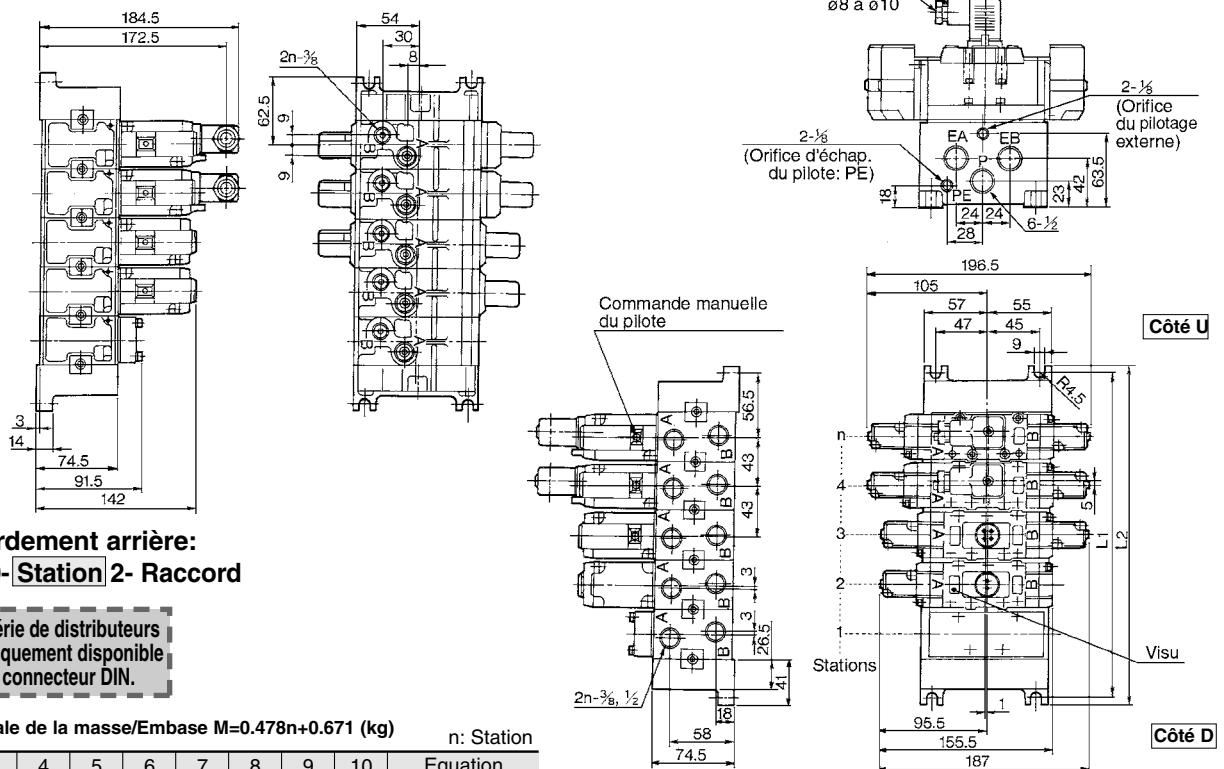 184.5
172.5
54
30
8
2n-⅜
62.5
9
9
B
A
B
A
B
A
B
A
B
A
3
14
74.5
91.5
142
ø8 à ø10
2-⅛
(Orifice
du pilotage
externe)
2-⅛
(Orifice d'échap.
du pilote: PE)
EA
EB
P
PE
18
24
24
28
6-½
23
42
63.5
196.5
105
57
55
47
45
9
R4.5
Côté U
Commande manuelle
du pilote
A
B
A
B
A
B
A
B
A
B
56.5
43
43
3
3
26.5
41
18
58
74.5
2n-⅜, ½
n
4
3
2
1
Stations
A
B
A
B
A
B
A
B
5
L1
L2
Visu
1
95.5
155.5
187
Côté D
rdement arrière:
- Station 2- Raccord
érie de distributeurs
quement disponible
connecteur DIN.
ale de la masse/Embase M=0.478n+0.671 (kg)
n: Station
4 5 6 7 8 9 10 Equation